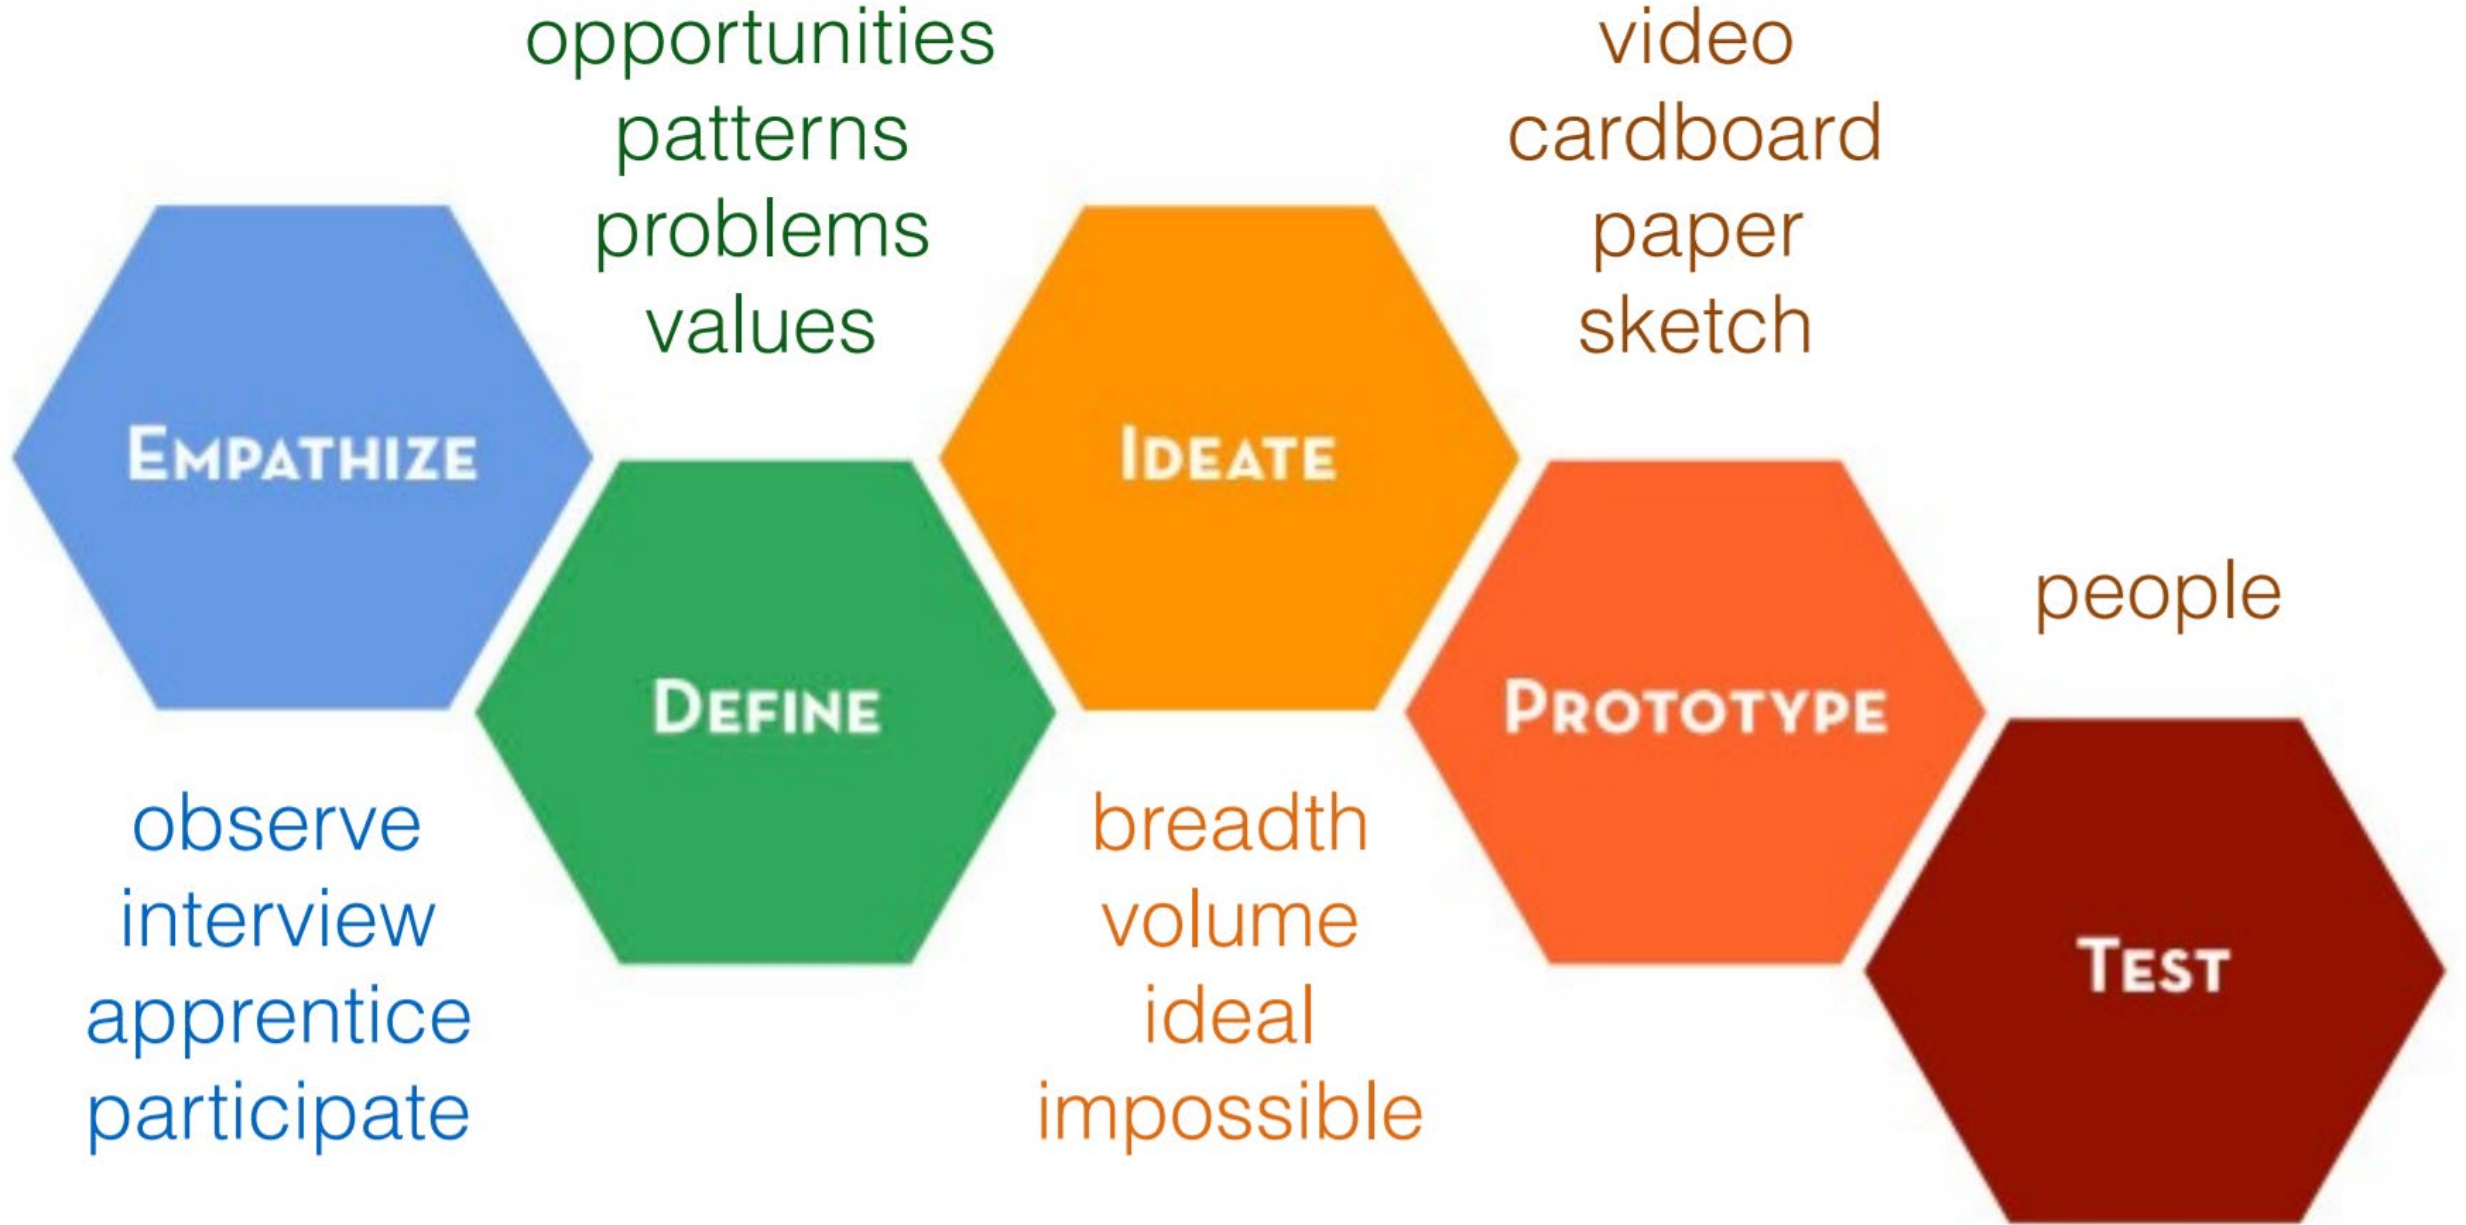 EMPATHIZE
observe
interview
apprentice
participate
opportunities
patterns
problems
values
DEFINE
IDEATE
breadth
volume
ideal
impossible
video
cardboard
paper
sketch
PROTOTYPE
people
TEST